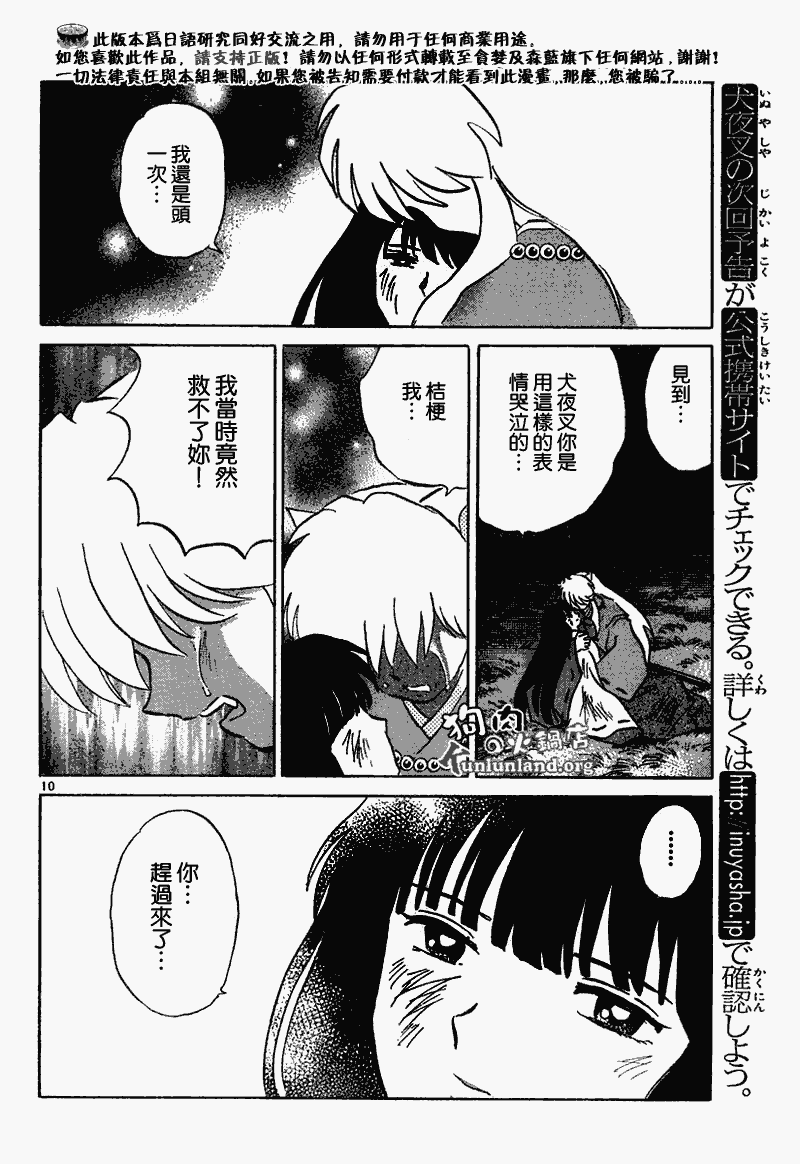 此版本爲日語研究同好交流之用，請勿用于任何商業用途。
如您喜歡此作品，請支持正版！請勿以任何形式轉載至貪婪及森藍旗下任何網站，謝謝！
一切法律責任與本組無關。如果您被告知需要付款才能看到此漫畫，那麼，您被騙了……
我還是頭
一次…
見到…
犬夜叉你是
用這樣的表
情哭泣的…
桔梗
我…
我當時竟然
救不了妳！
狗肉
の火鍋店
unlunland.org
10
……
你…
趕過來了…
犬夜叉の次回予告が公式携帯サイトでチェックできる。詳しくはhttp://inuyasha.jpで確認しよう。
いぬ や しゃ じ かい よ こく こうしき けいたい くわ かくにん